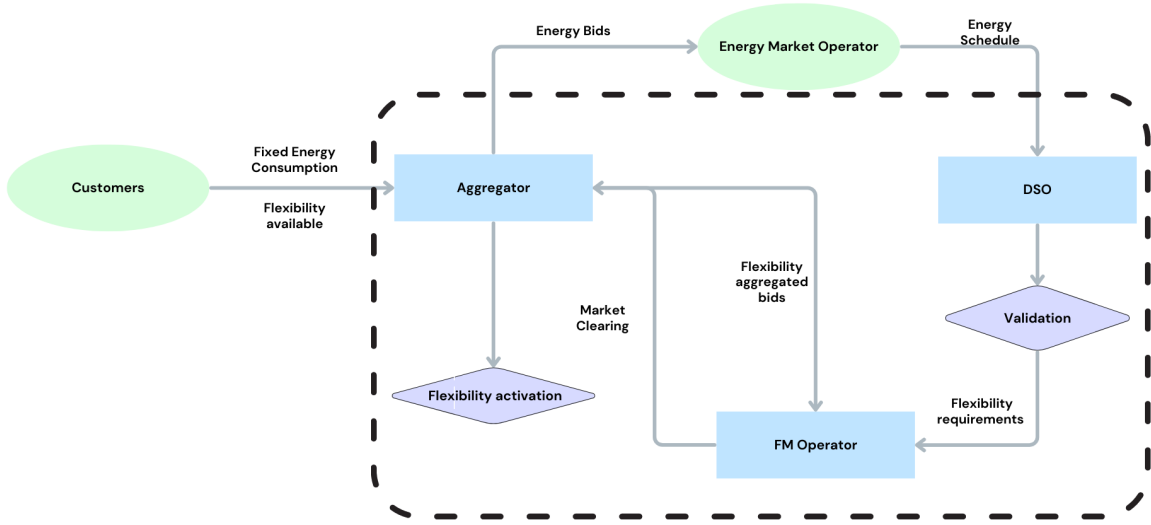 Energy Bids
Energy
Schedule
Energy Market Operator
Fixed Energy
Consumption
Customers
Aggregator
DSO
Flexibility
available
Flexibility
aggregated
bids
Market
Clearing
Validation
Flexibility activation
Flexibility
requirements
FM Operator